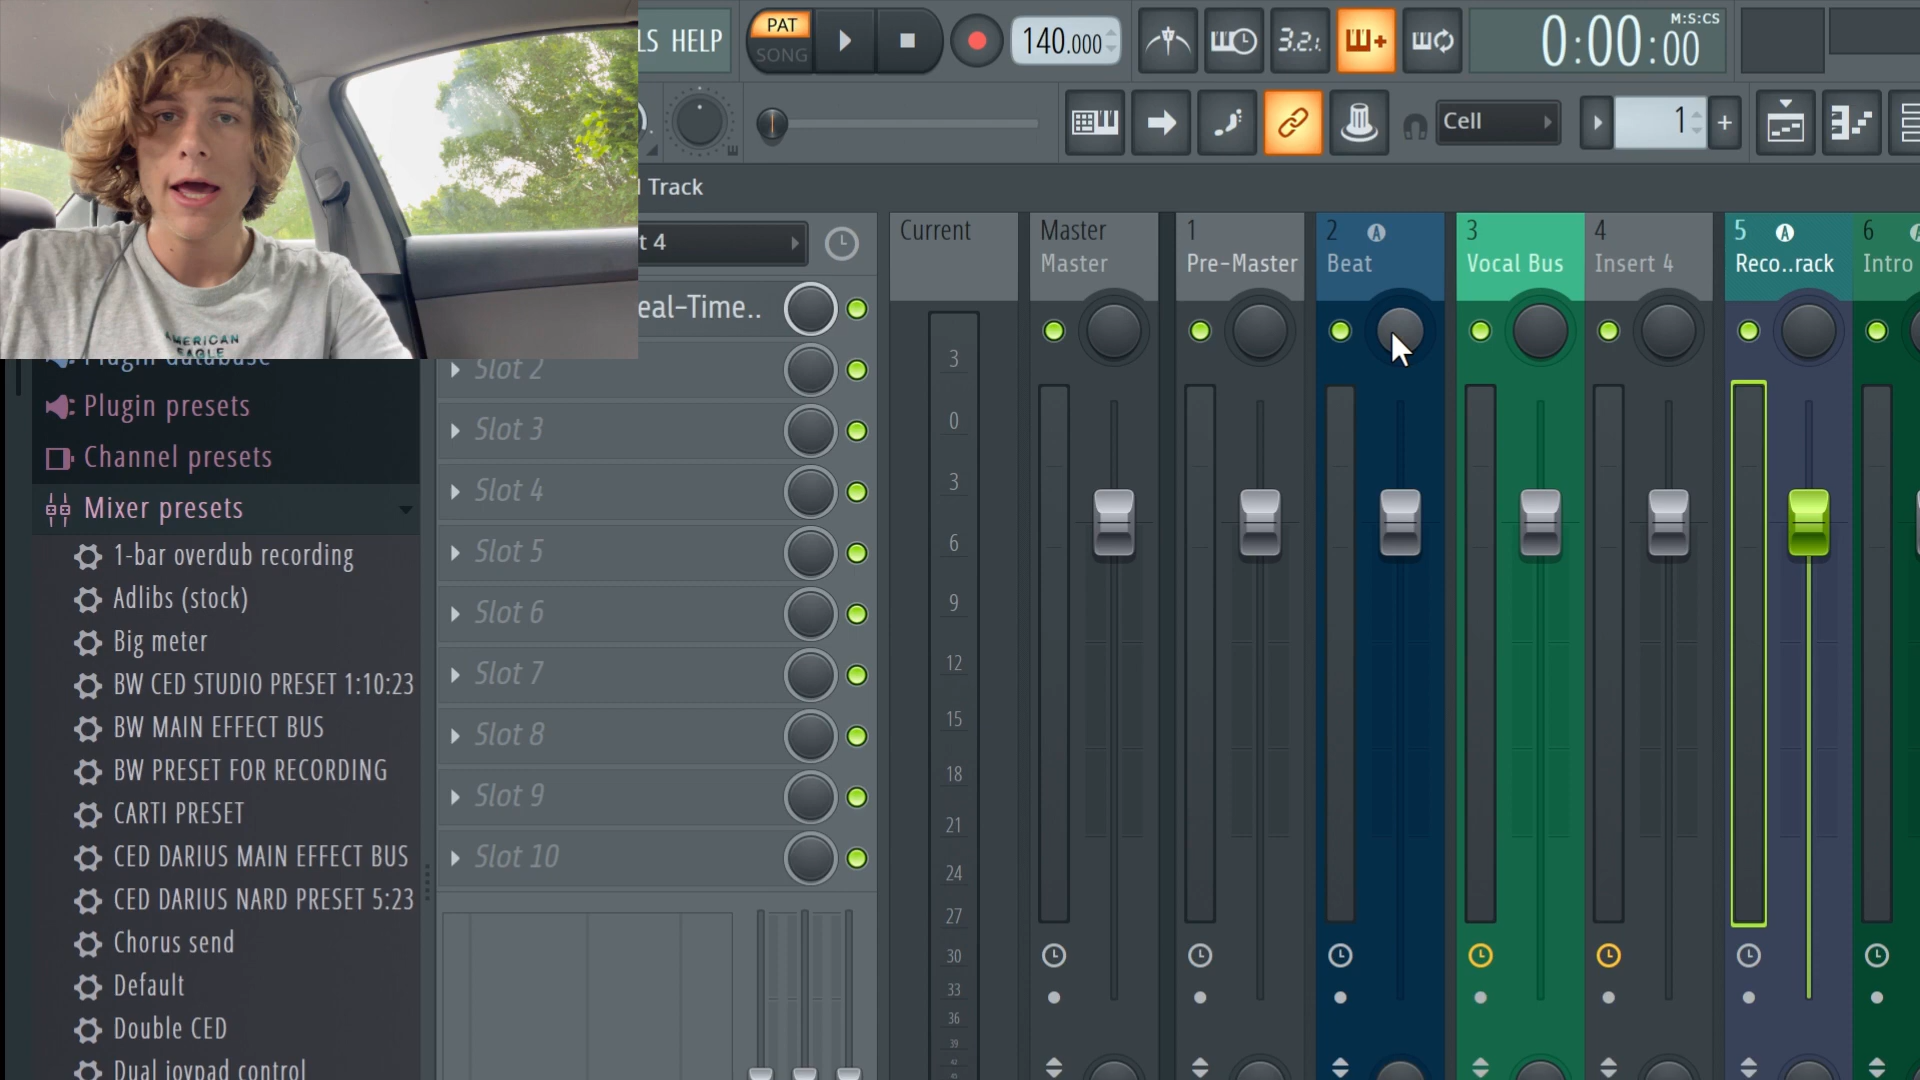 LS HELP
PAT
SONG
140.000
3.2.1
M:S:CS
0:00:00
Cell
1
Track
t 4
eal-Time..
Slot 2
Slot 3
Slot 4
Slot 5
Slot 6
Slot 7
Slot 8
Slot 9
Slot 10
Current
Master
Master
1
Pre-Master
2
Beat
3
Vocal Bus
4
Insert 4
5
Reco..rack
6
Intro
3
0
3
6
9
12
15
18
21
24
27
30
33
36
39
AMERICAN
EAGLE
Plugin database
Plugin presets
Channel presets
Mixer presets
1-bar overdub recording
Adlibs (stock)
Big meter
BW CED STUDIO PRESET 1:10:23
BW MAIN EFFECT BUS
BW PRESET FOR RECORDING
CARTI PRESET
CED DARIUS MAIN EFFECT BUS
CED DARIUS NARD PRESET 5:23
Chorus send
Default
Double CED
Dual joypad control